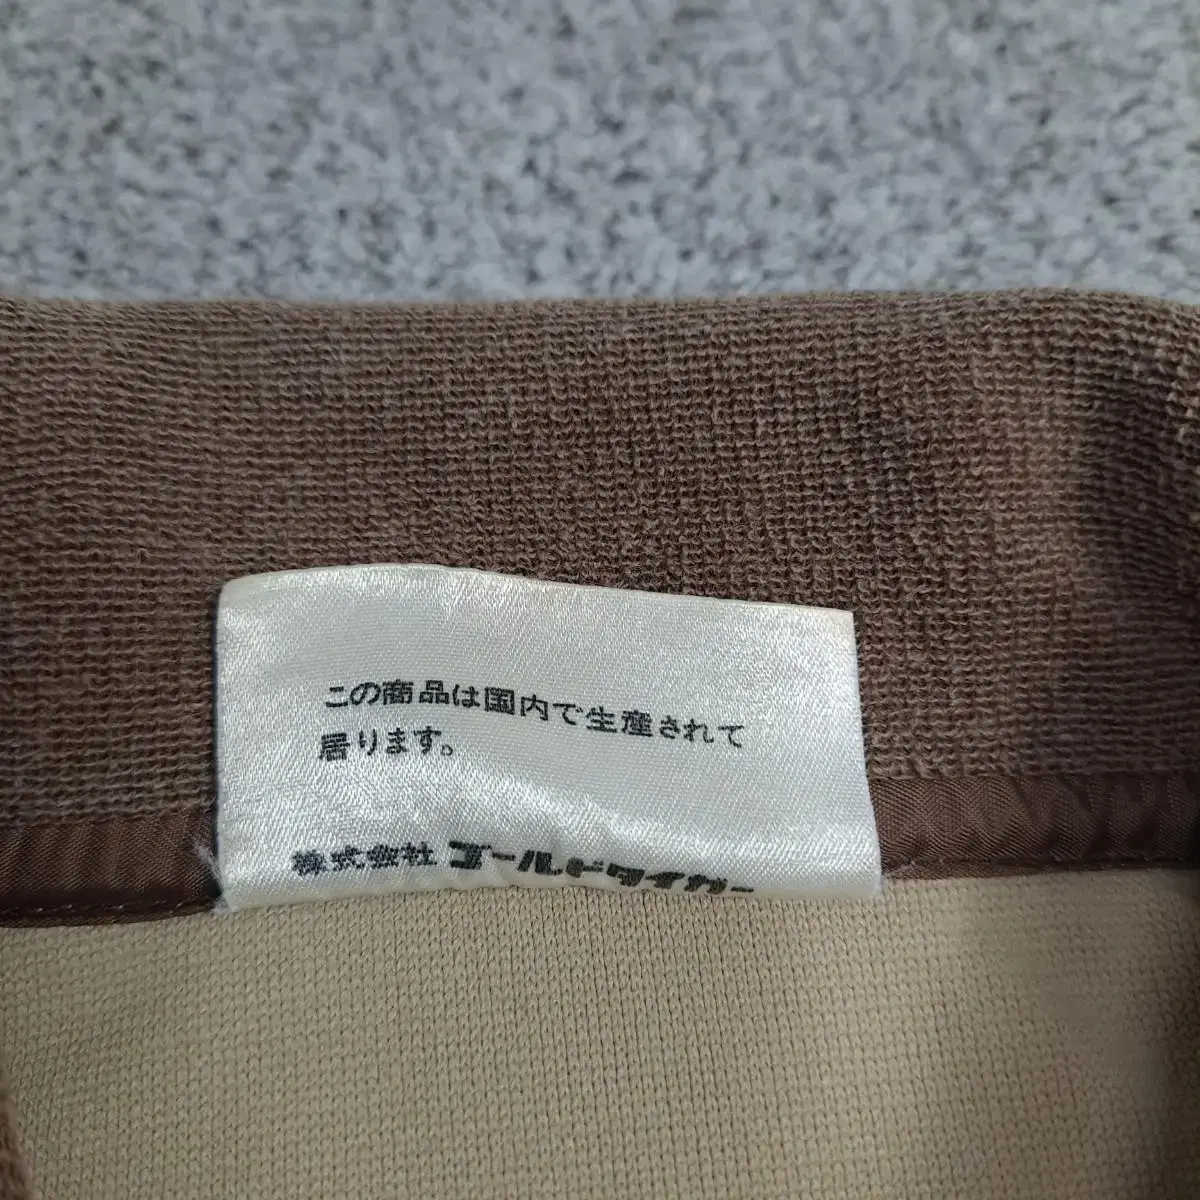 この商品は国内で生産されて
居ります。
株式会社 ゴールドタイガー